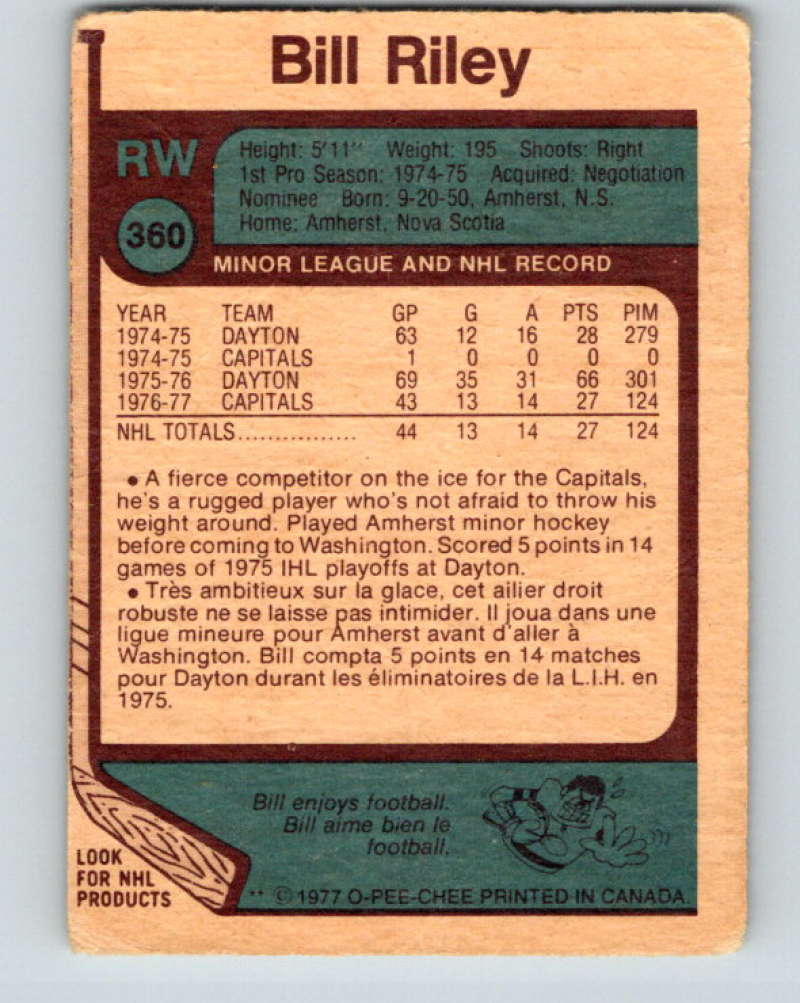 Bill Riley
RW
Height: 5'11" Weight: 195 Shoots: Right
1st Pro Season: 1974-75 Acquired: Negotiation
Nominee Born: 9-20-50, Amherst, N.S.
Home: Amherst, Nova Scotia
360
MINOR LEAGUE AND NHL RECORD
YEAR TEAM GP G A PTS PIM
1974-75 DAYTON 63 12 16 28 279
1974-75 CAPITALS 1 0 0 0 0
1975-76 DAYTON 69 35 31 66 301
1976-77 CAPITALS 43 13 14 27 124
NHL TOTALS................ 44 13 14 27 124
• A fierce competitor on the ice for the Capitals,
he's a rugged player who's not afraid to throw his
weight around. Played Amherst minor hockey
before coming to Washington. Scored 5 points in 14
games of 1975 IHL playoffs at Dayton.
• Très ambitieux sur la glace, cet ailier droit
robuste ne se laisse pas intimider. Il joua dans une
ligue mineure pour Amherst avant d'aller à
Washington. Bill compta 5 points en 14 matches
pour Dayton durant les éliminatoires de la L.I.H. en
1975.
Bill enjoys football.
Bill aime bien le
football.
LOOK
FOR NHL
PRODUCTS
** © 1977 O-PEE-CHEE PRINTED IN CANADA.